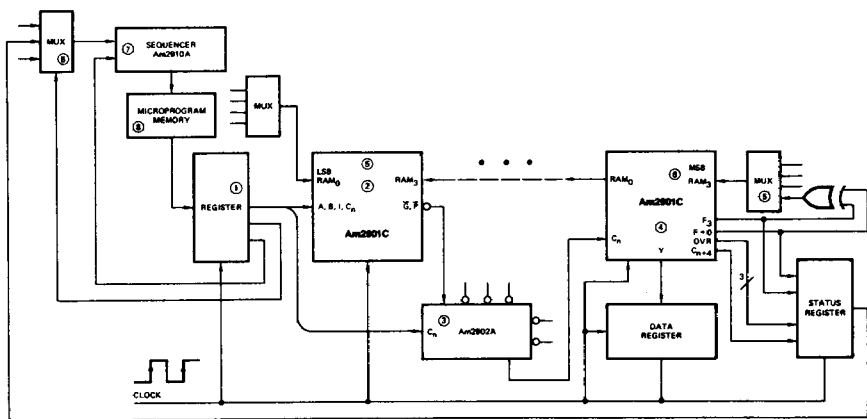 MUX
⑥
⑦
SEQUENCER
Am2910A
⑧
MICROPROGRAM
MEMORY
MUX
①
REGISTER
LSB
⑤
RAM0
②
RAM3
A, B, I, Cn
G̅, P̅
Am2901C
• • •
⑥
MSB
RAM0
RAM3
Am2901C
④
Cn
Y
F3
F = 0
OVR
Cn+4
MUX
⑤
3
③
Cn
Am2902A
DATA
REGISTER
STATUS
REGISTER
CLOCK